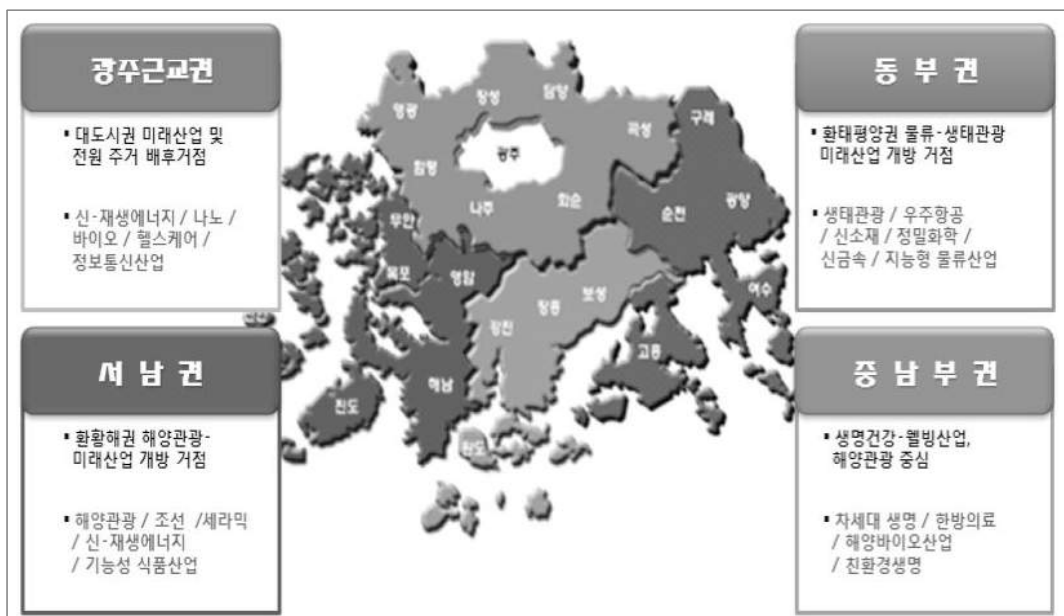 광주근교권
▪ 대도시권 미래산업 및
전원 주거 배후거점
▪ 신-재생에너지 / 나노 /
바이오 / 헬스케어 /
정보통신산업
동 부 권
▪ 환태평양권 물류-생태관광
미래산업 개방 거점
▪ 생태관광 / 우주항공
/ 신소재 / 정밀화학 /
신금속 / 지능형 물류산업
서 남 권
▪ 환황해권 해양관광-
미래산업 개방 거점
▪ 해양관광 / 조선 /세라믹
/ 신-재생에너지
/ 기능성 식품산업
중 남 부 권
▪ 생명건강-웰빙산업,
해양관광 중심
▪ 차세대 생명 / 한방의료
/ 해양바이오산업
/ 친환경생명
영광
장성
담양
곡성
구례
함평
광주
나주
화순
순천
광양
무안
목포
영암
강진
장흥
보성
여수
고흥
해남
진도
완도